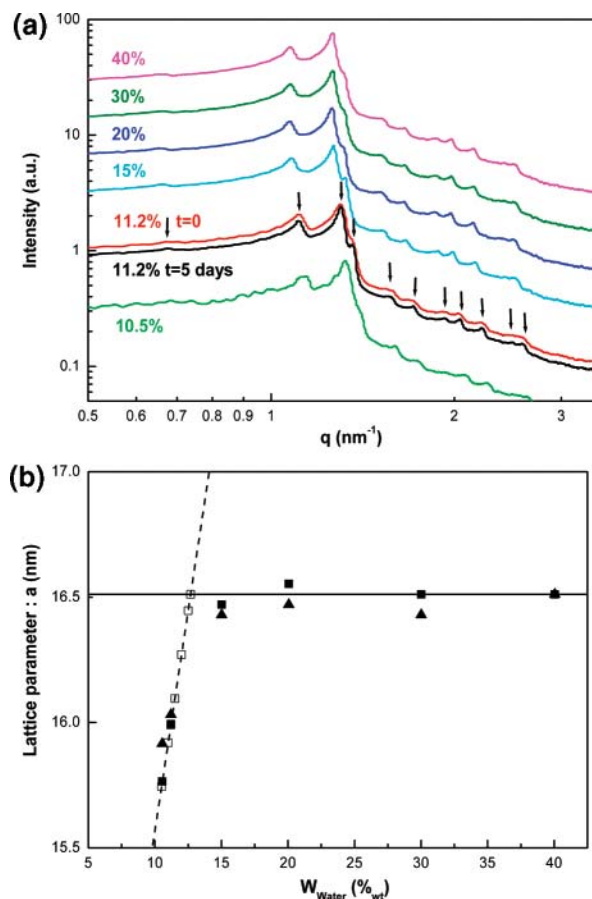 (a)
100
10
1
0.1
Intensity (a.u.)
40%
30%
20%
15%
11.2% t=0
11.2% t=5 days
10.5%
0.5 0.6 0.7 0.8 0.9 1 2 3
q (nm⁻¹)
(b)
17.0
16.5
16.0
15.5
Lattice parameter : a (nm)
5 10 15 20 25 30 35 40
W_Water (%_wt)